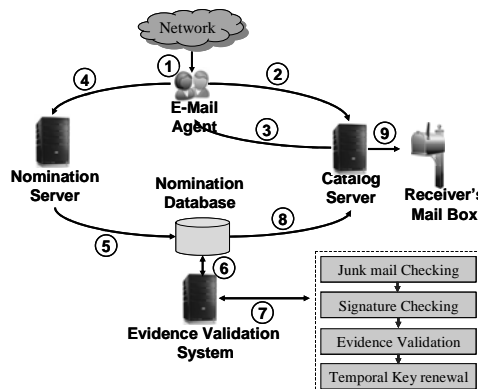 Network
1
4
2
E-Mail
Agent
3
9
Nomination
Server
Nomination
Database
Catalog
Server
Receiver's
Mail Box
5
8
6
7
Evidence Validation
System
Junk mail Checking
Signature Checking
Evidence Validation
Temporal Key renewal